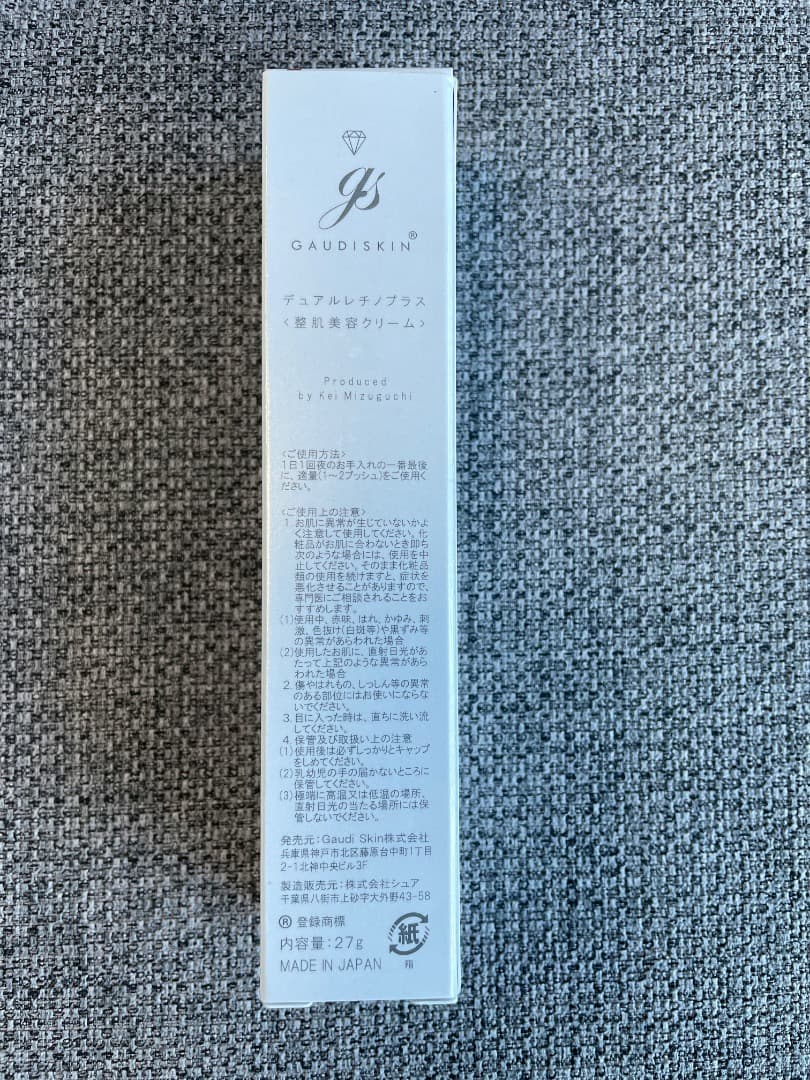 gs
GAUDISKIN®
デュアルレチノプラス
〈整肌美容クリーム〉
Produced
by Kei Mizuguchi
<ご使用方法>
1日1回夜のお手入れの一番最後
に、適量(1〜2プッシュ)をご使用く
ださい。
<ご使用上の注意>
1. お肌に異常が生じていないかよ
く注意して使用してください。化
粧品がお肌に合わないとき即ち
次のような場合には、使用を中
止してください。そのまま化粧品
類の使用を続けますと、症状を
悪化させることがありますので、
専門医にご相談されることをお
すすめします。
(1)使用中、赤味、はれ、かゆみ、刺
激、色抜け(白斑等)や黒ずみ等
の異常があらわれた場合
(2)使用したお肌に、直射日光があ
たって上記のような異常があら
われた場合
2. 傷やはれもの、しっしん等の異常
のある部位にはお使いにならな
いでください。
3. 目に入った時は、直ちに洗い流
してください。
4. 保管及び取扱い上の注意
(1)使用後は必ずしっかりとキャップ
をしめてください。
(2)乳幼児の手の届かないところに
保管してください。
(3)極端に高温又は低温の場所、
直射日光の当たる場所には保
管しないでください。
発売元：Gaudi Skin株式会社
兵庫県神戸市北区藤原台中町1丁目
2-1北神中央ビル3F
製造販売元：株式会社シュア
千葉県八街市上砂字大外野43-58
® 登録商標
内容量：27g
MADE IN JAPAN
紙
箱